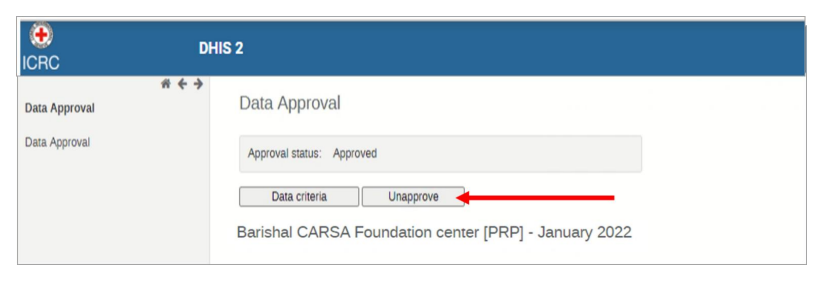 ICRC
DHIS 2
Data Approval
Data Approval
Data Approval
Approval status: Approved
Data criteria Unapprove
Barishal CARSA Foundation center [PRP] - January 2022